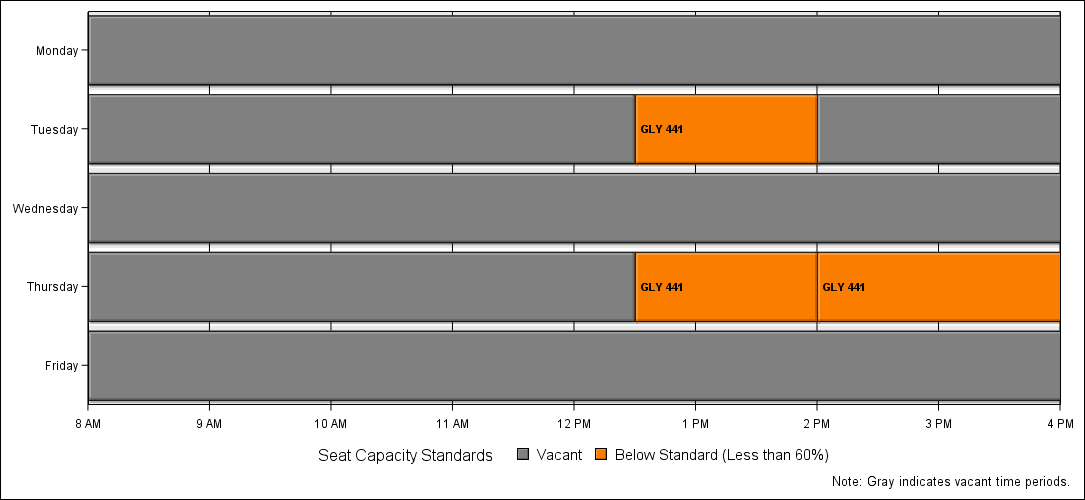 Monday
Tuesday
GLY 441
Wednesday
Thursday
GLY 441
GLY 441
Friday
8 AM 9 AM 10 AM 11 AM 12 PM 1 PM 2 PM 3 PM 4 PM
Seat Capacity Standards Vacant Below Standard (Less than 60%)
Note: Gray indicates vacant time periods.